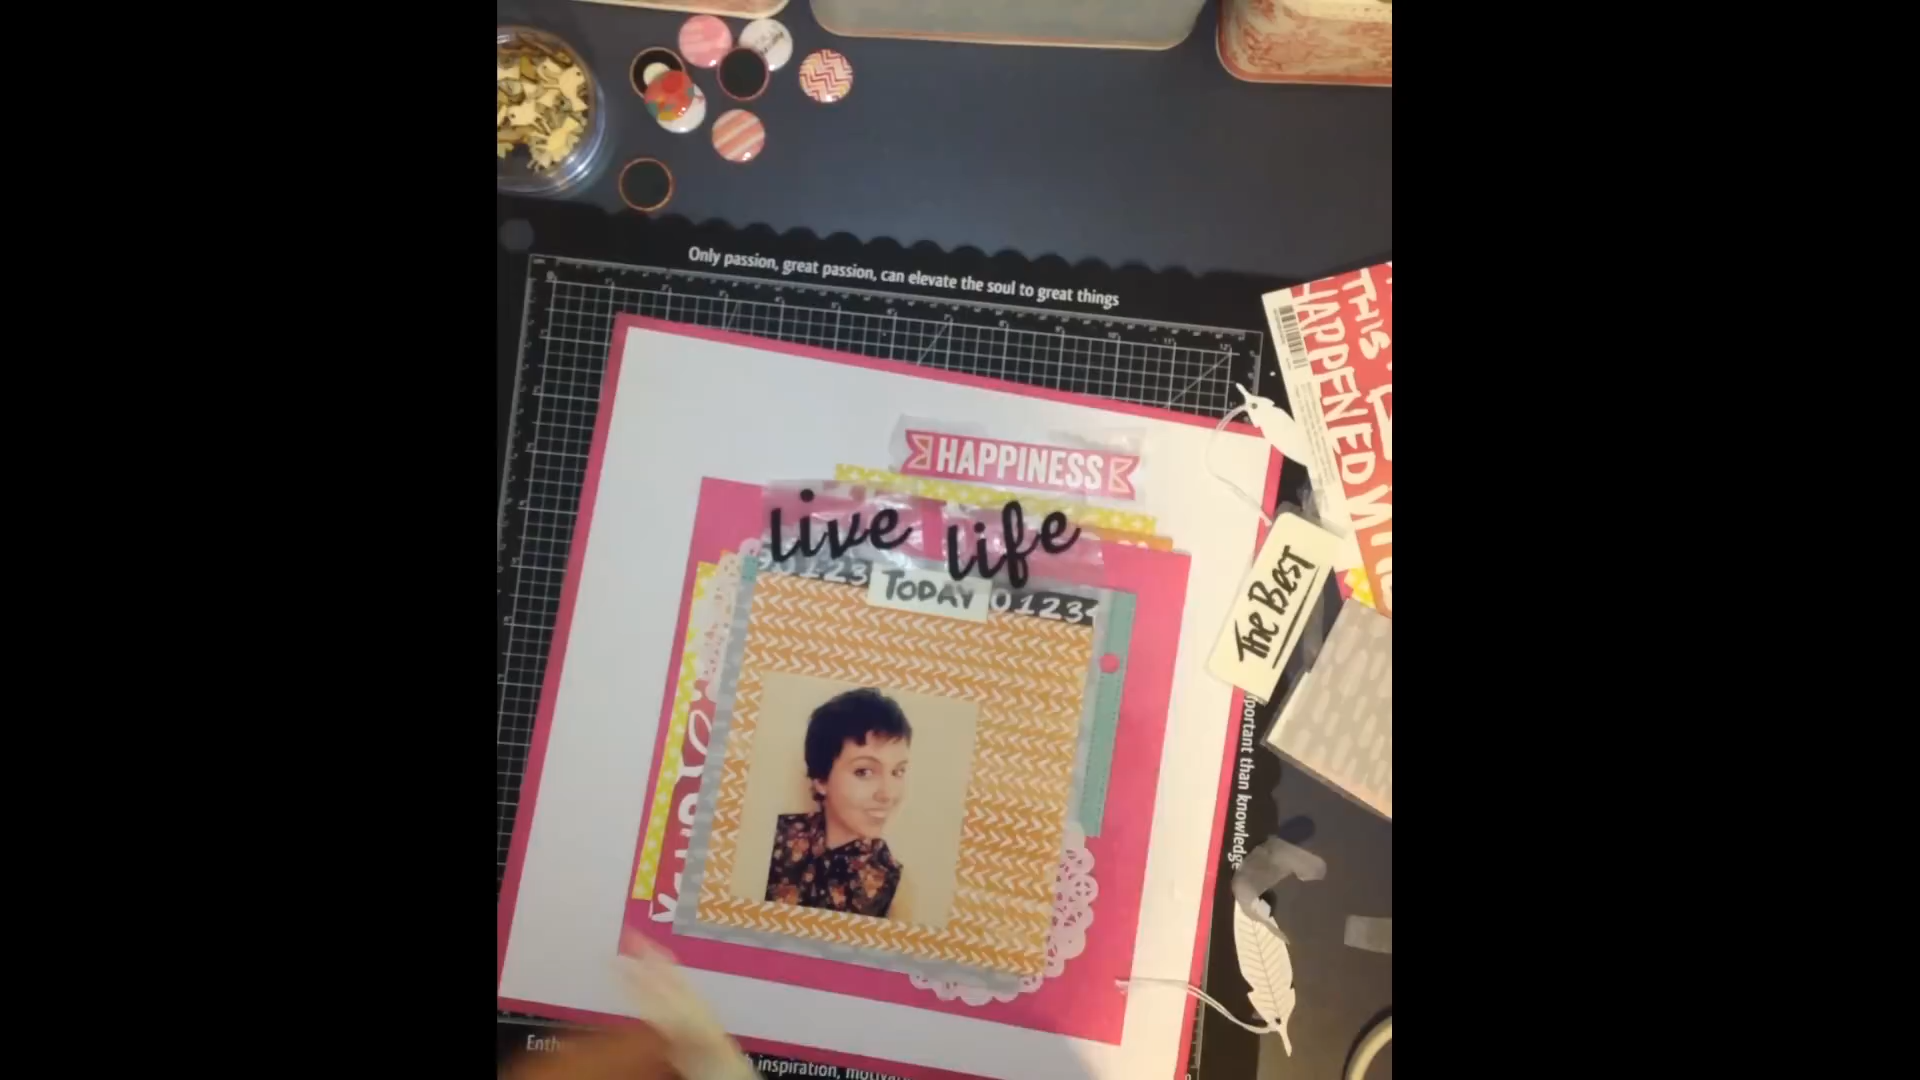 Only passion, great passion, can elevate the soul to great things
THIS
HAPPENED
HAPPINESS
live life
TODAY
0123
0123
The BEST
than knowledge
inspiration,